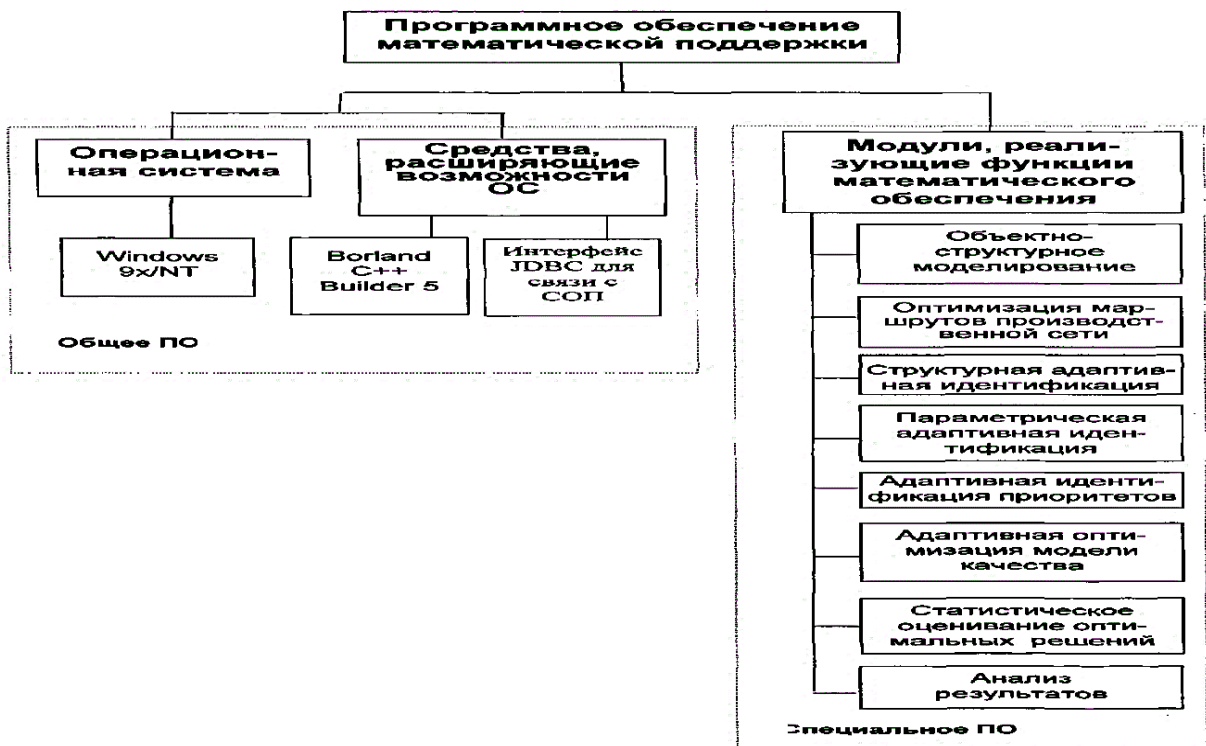 Программное обеспечение
математической поддержки
Операцион-
ная система
Средства,
расширяющие
возможности
ОС
Windows
9x/NT
Borland
C++
Builder 5
Интерфейс
JDBC для
связи с
СОП
Общее ПО
Модули, реали-
зующие функции
математического
обеспечения
Объектно-
структурное
моделирование
Оптимизация мар-
шрутов производст-
венной сети
Структурная адаптив-
ная идентификация
Параметрическая
адаптивная иден-
тификация
Адаптивная иденти-
фикация приоритетов
Адаптивная опти-
мизация модели
качества
Статистическое
оценивание опти-
мальных решений
Анализ
результатов
Специальное ПО